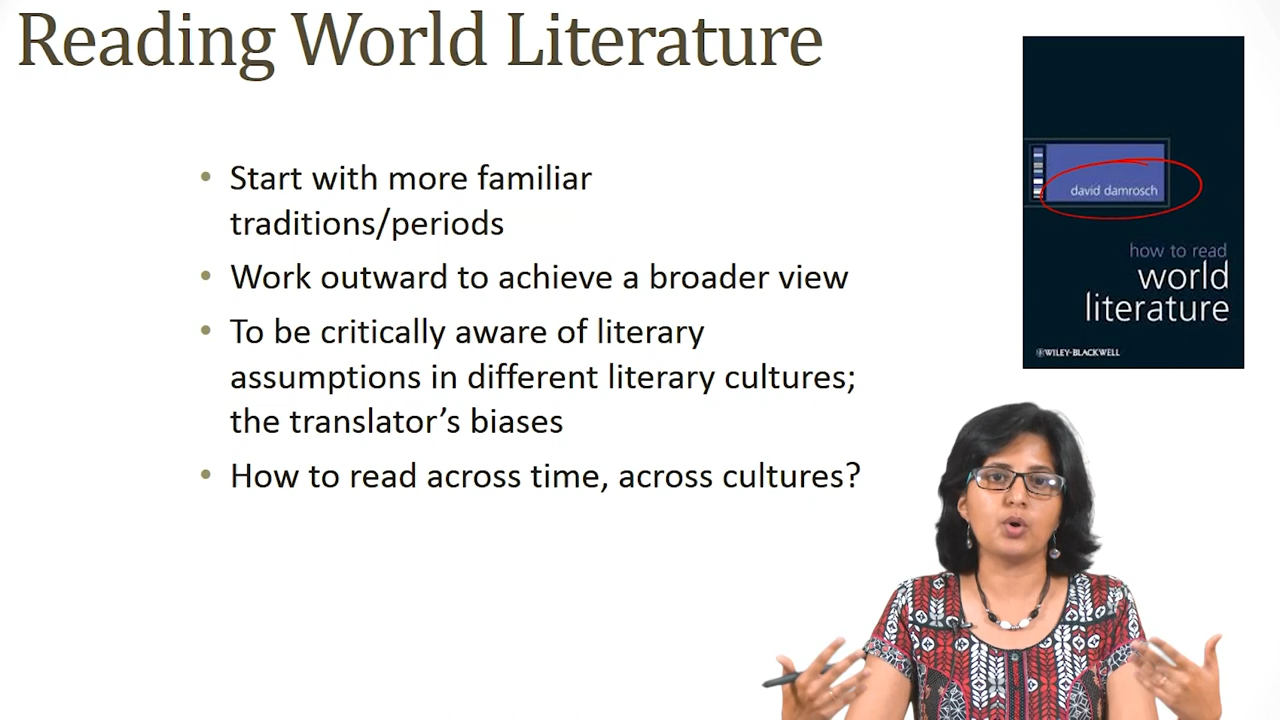 Reading World Literature
• Start with more familiar
traditions/periods
• Work outward to achieve a broader view
• To be critically aware of literary
assumptions in different literary cultures;
the translator’s biases
• How to read across time, across cultures?
david damrosch
how to read
world
literature
WILEY-BLACKWELL